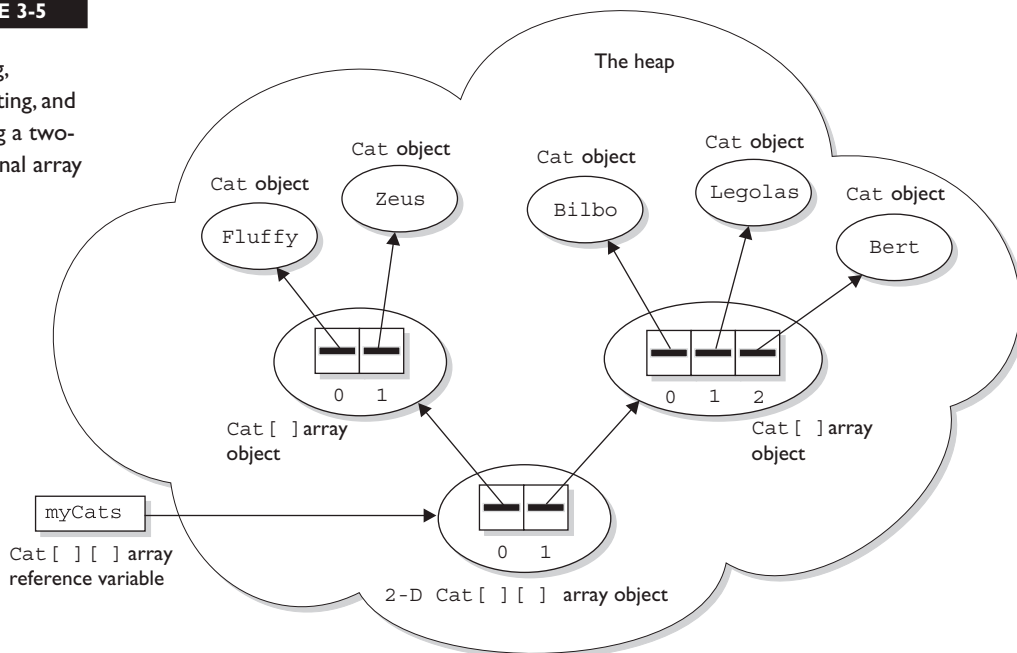 3-5
The heap
and
a two-
array
Cat object
Zeus
Cat object
Fluffy
Cat object
Bilbo
Cat object
Legolas
Cat object
Bert
0 1
Cat[ ] array
object
0 1 2
Cat[ ] array
object
myCats
Cat[ ][ ] array
reference variable
0 1
2-D Cat[ ][ ] array object